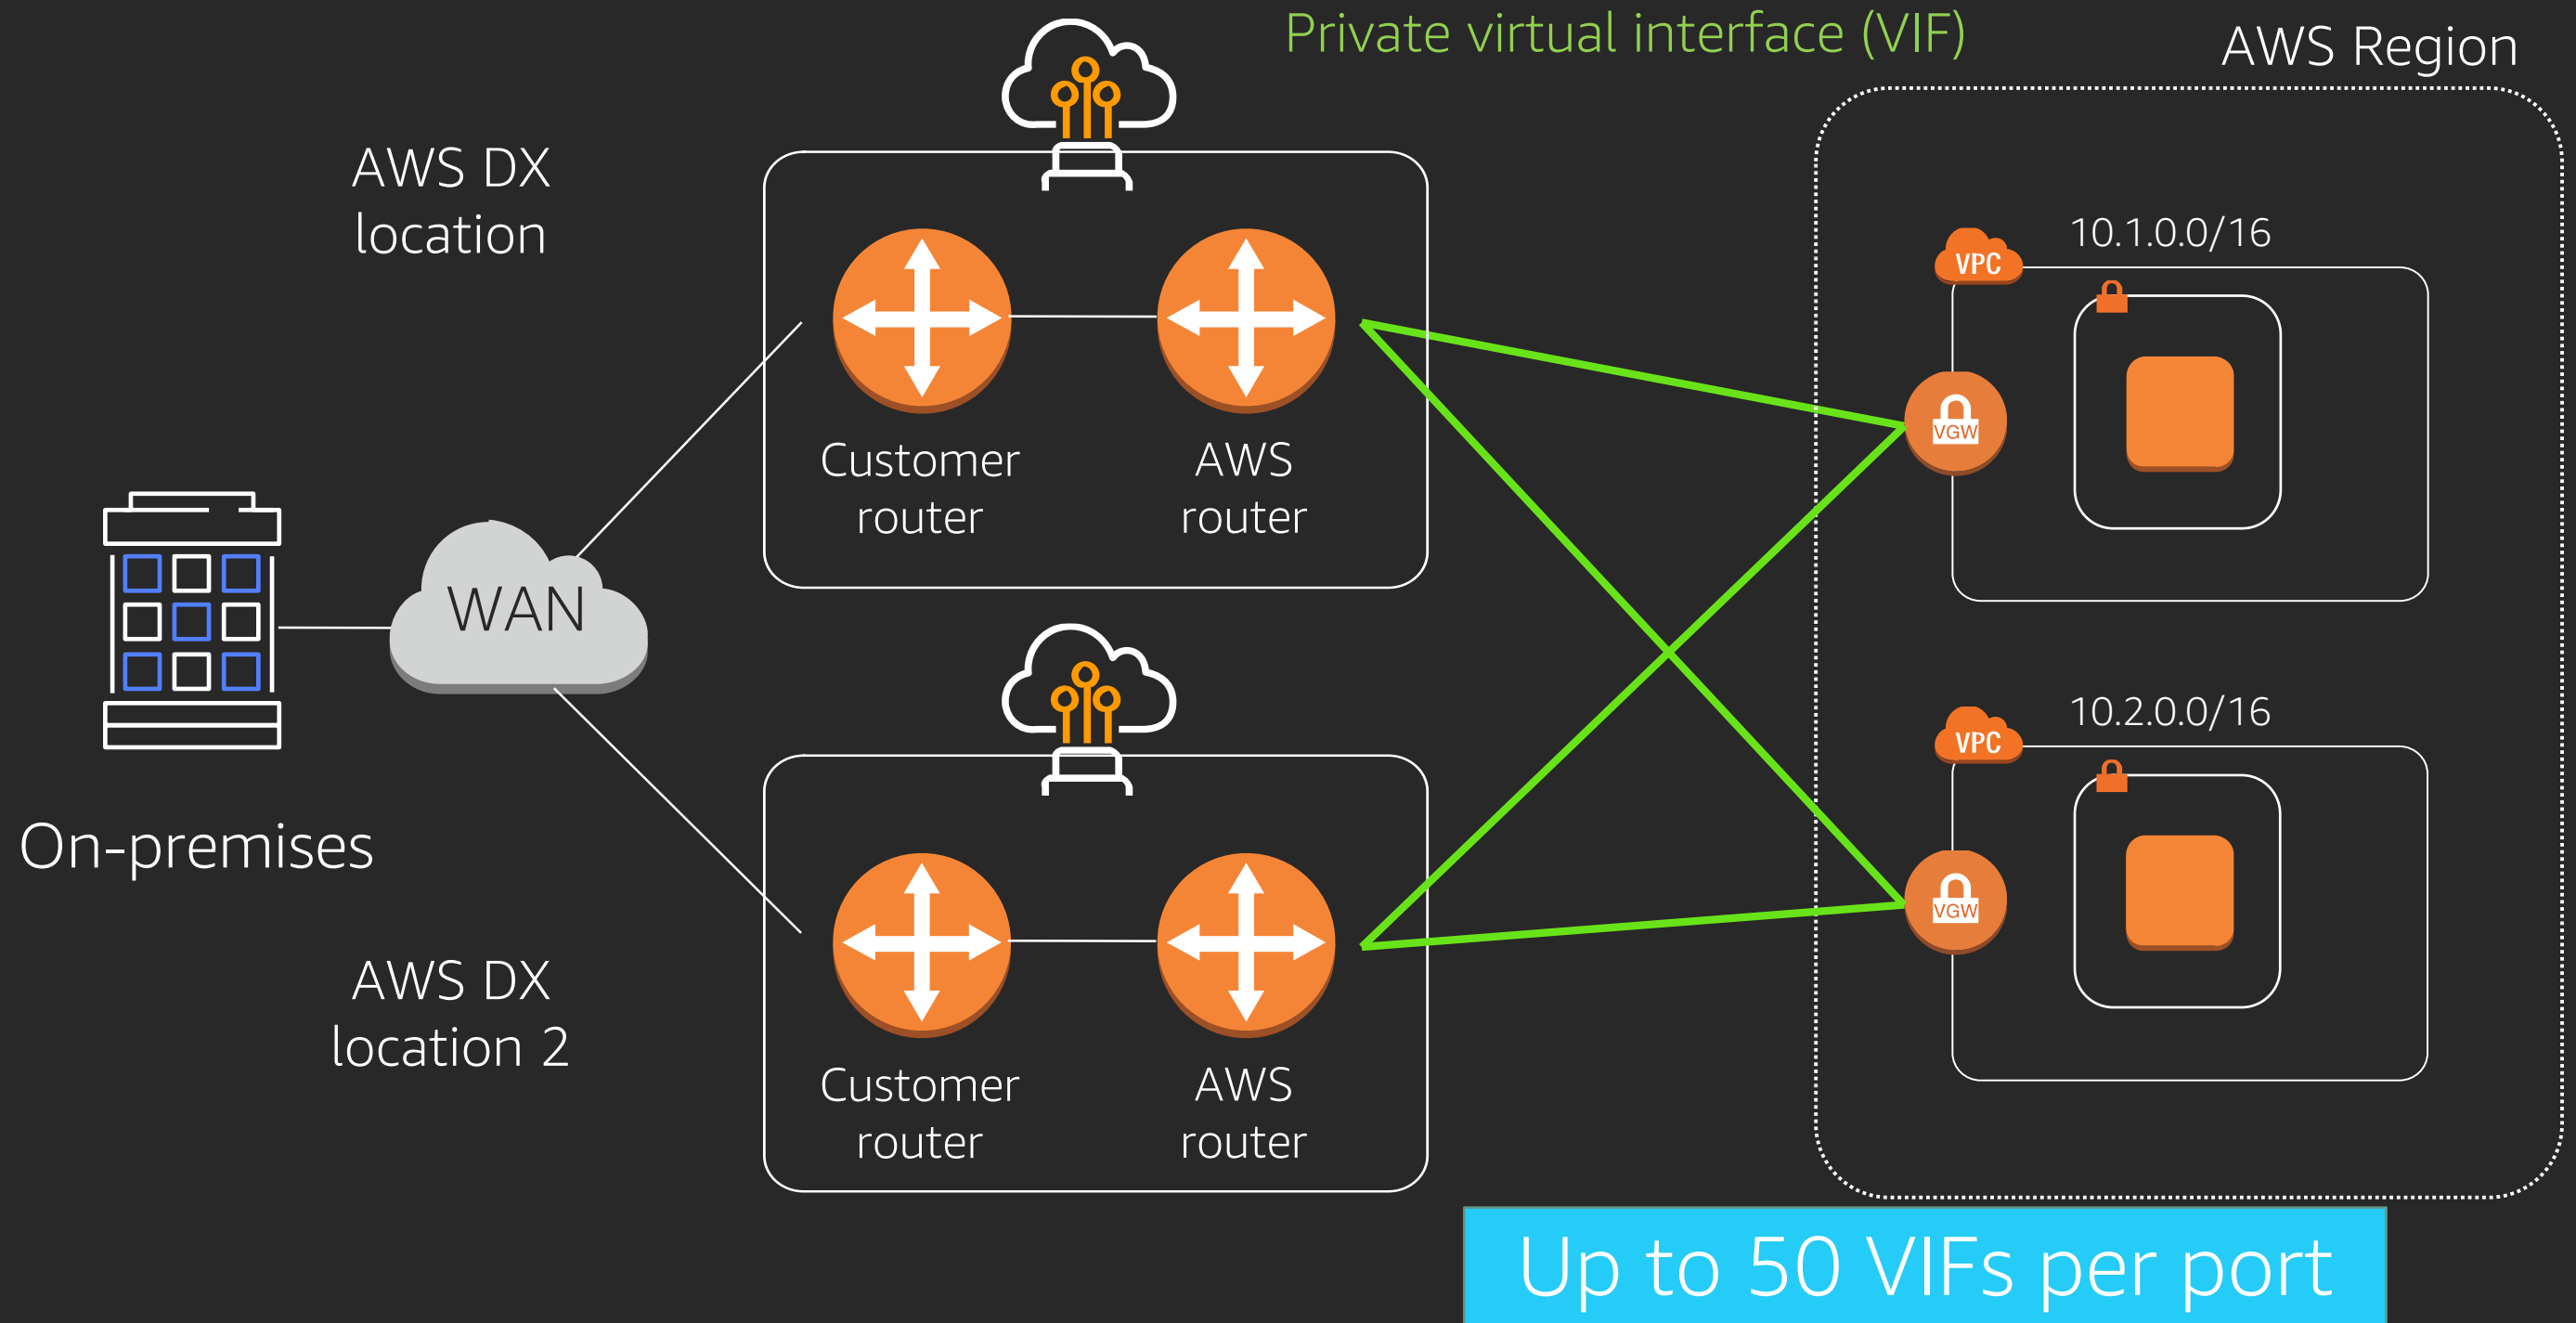 Private virtual interface (VIF)
AWS Region
AWS DX
location
Customer
router
AWS
router
WAN
On-premises
10.1.0.0/16
VPC
VGW
10.2.0.0/16
VPC
VGW
AWS DX
location 2
Customer
router
AWS
router
Up to 50 VIFs per port